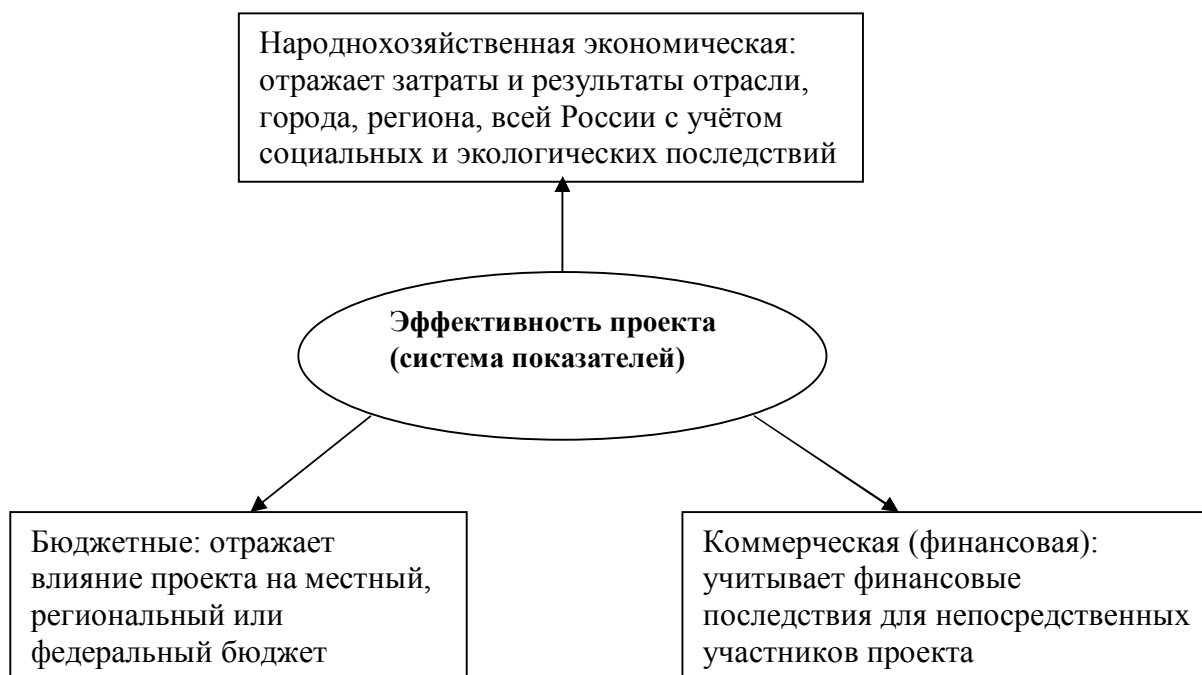 Народнохозяйственная экономическая:
отражает затраты и результаты отрасли,
города, региона, всей России с учётом
социальных и экологических последствий
Эффективность проекта
(система показателей)
Бюджетные: отражает
влияние проекта на местный,
региональный или
федеральный бюджет
Коммерческая (финансовая):
учитывает финансовые
последствия для непосредственных
участников проекта